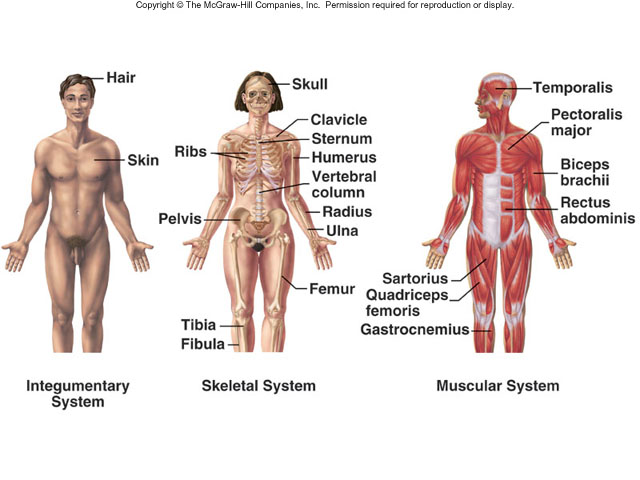 Copyright © The McGraw-Hill Companies, Inc. Permission required for reproduction or display.
Hair
Skin
Integumentary
System
Skull
Clavicle
Sternum
Ribs
Humerus
Vertebral
column
Radius
Pelvis
Ulna
Femur
Tibia
Fibula
Skeletal System
Temporalis
Pectoralis
major
Biceps
brachii
Rectus
abdominis
Sartorius
Quadriceps
femoris
Gastrocnemius
Muscular System